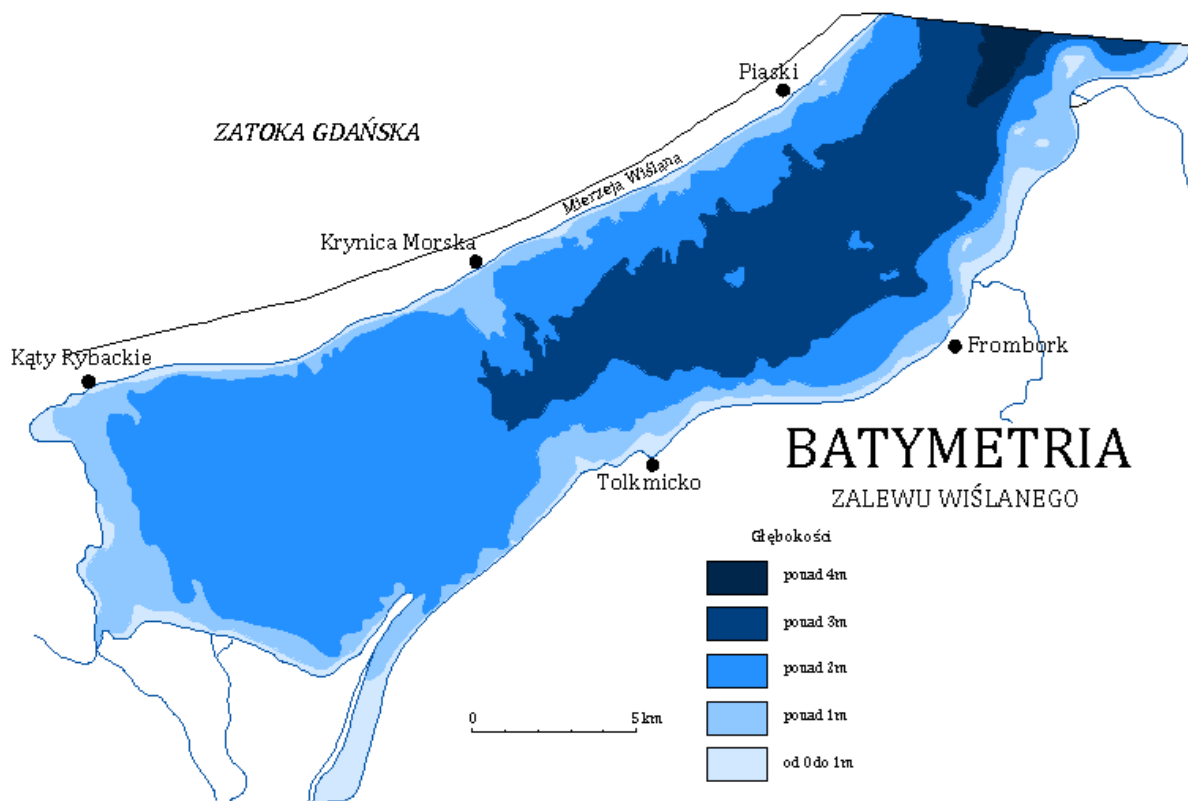 Piaski
ZATOKA GDAŃSKA
Mierzeja Wiślana
Krynica Morska
Kąty Rybackie
Frombork
BATYMETRIA
ZALEWU WIŚLANEGO
Tolkmicko
Głębokości
ponad 4m
ponad 3m
ponad 2m
ponad 1m
od 0 do 1m
0 5 km